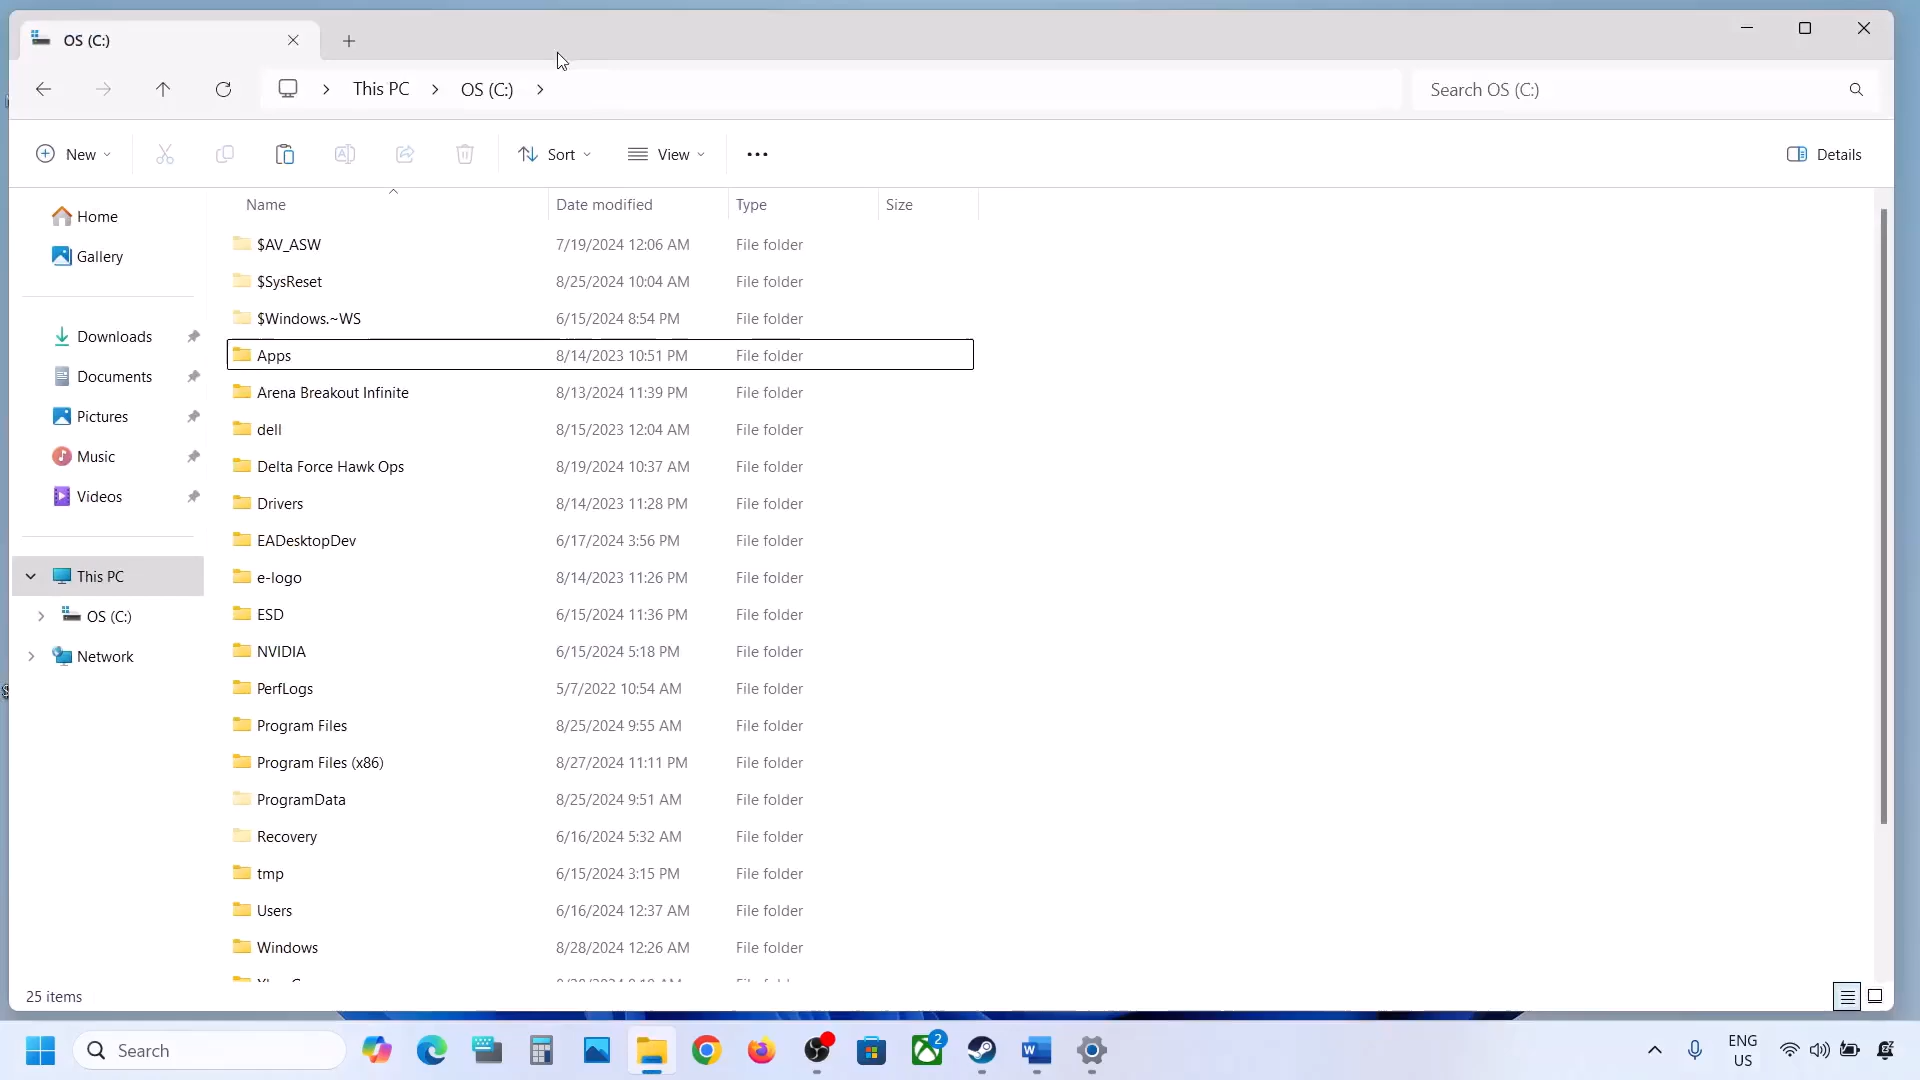 OS (C:)
This PC
OS (C:)
Search OS (C:)
New
Sort
View
Details
Name Date modified Type Size
Home
Gallery
Downloads
Documents
Pictures
Music
Videos
This PC
OS (C:)
Network
$AV_ASW 7/19/2024 12:06 AM File folder
$SysReset 8/25/2024 10:04 AM File folder
$Windows.~WS 6/15/2024 8:54 PM File folder
Apps 8/14/2023 10:51 PM File folder
Arena Breakout Infinite 8/13/2024 11:39 PM File folder
dell 8/15/2023 12:04 AM File folder
Delta Force Hawk Ops 8/19/2024 10:37 AM File folder
Drivers 8/14/2023 11:28 PM File folder
EADesktopDev 6/17/2024 3:56 PM File folder
e-logo 8/14/2023 11:26 PM File folder
ESD 6/15/2024 11:36 PM File folder
NVIDIA 6/15/2024 5:18 PM File folder
PerfLogs 5/7/2022 10:54 AM File folder
Program Files 8/25/2024 9:55 AM File folder
Program Files (x86) 8/27/2024 11:11 PM File folder
ProgramData 8/25/2024 9:51 AM File folder
Recovery 6/16/2024 5:32 AM File folder
tmp 6/15/2024 3:15 PM File folder
Users 6/16/2024 12:37 AM File folder
Windows 8/28/2024 12:26 AM File folder
25 items
Search
2
ENG
US